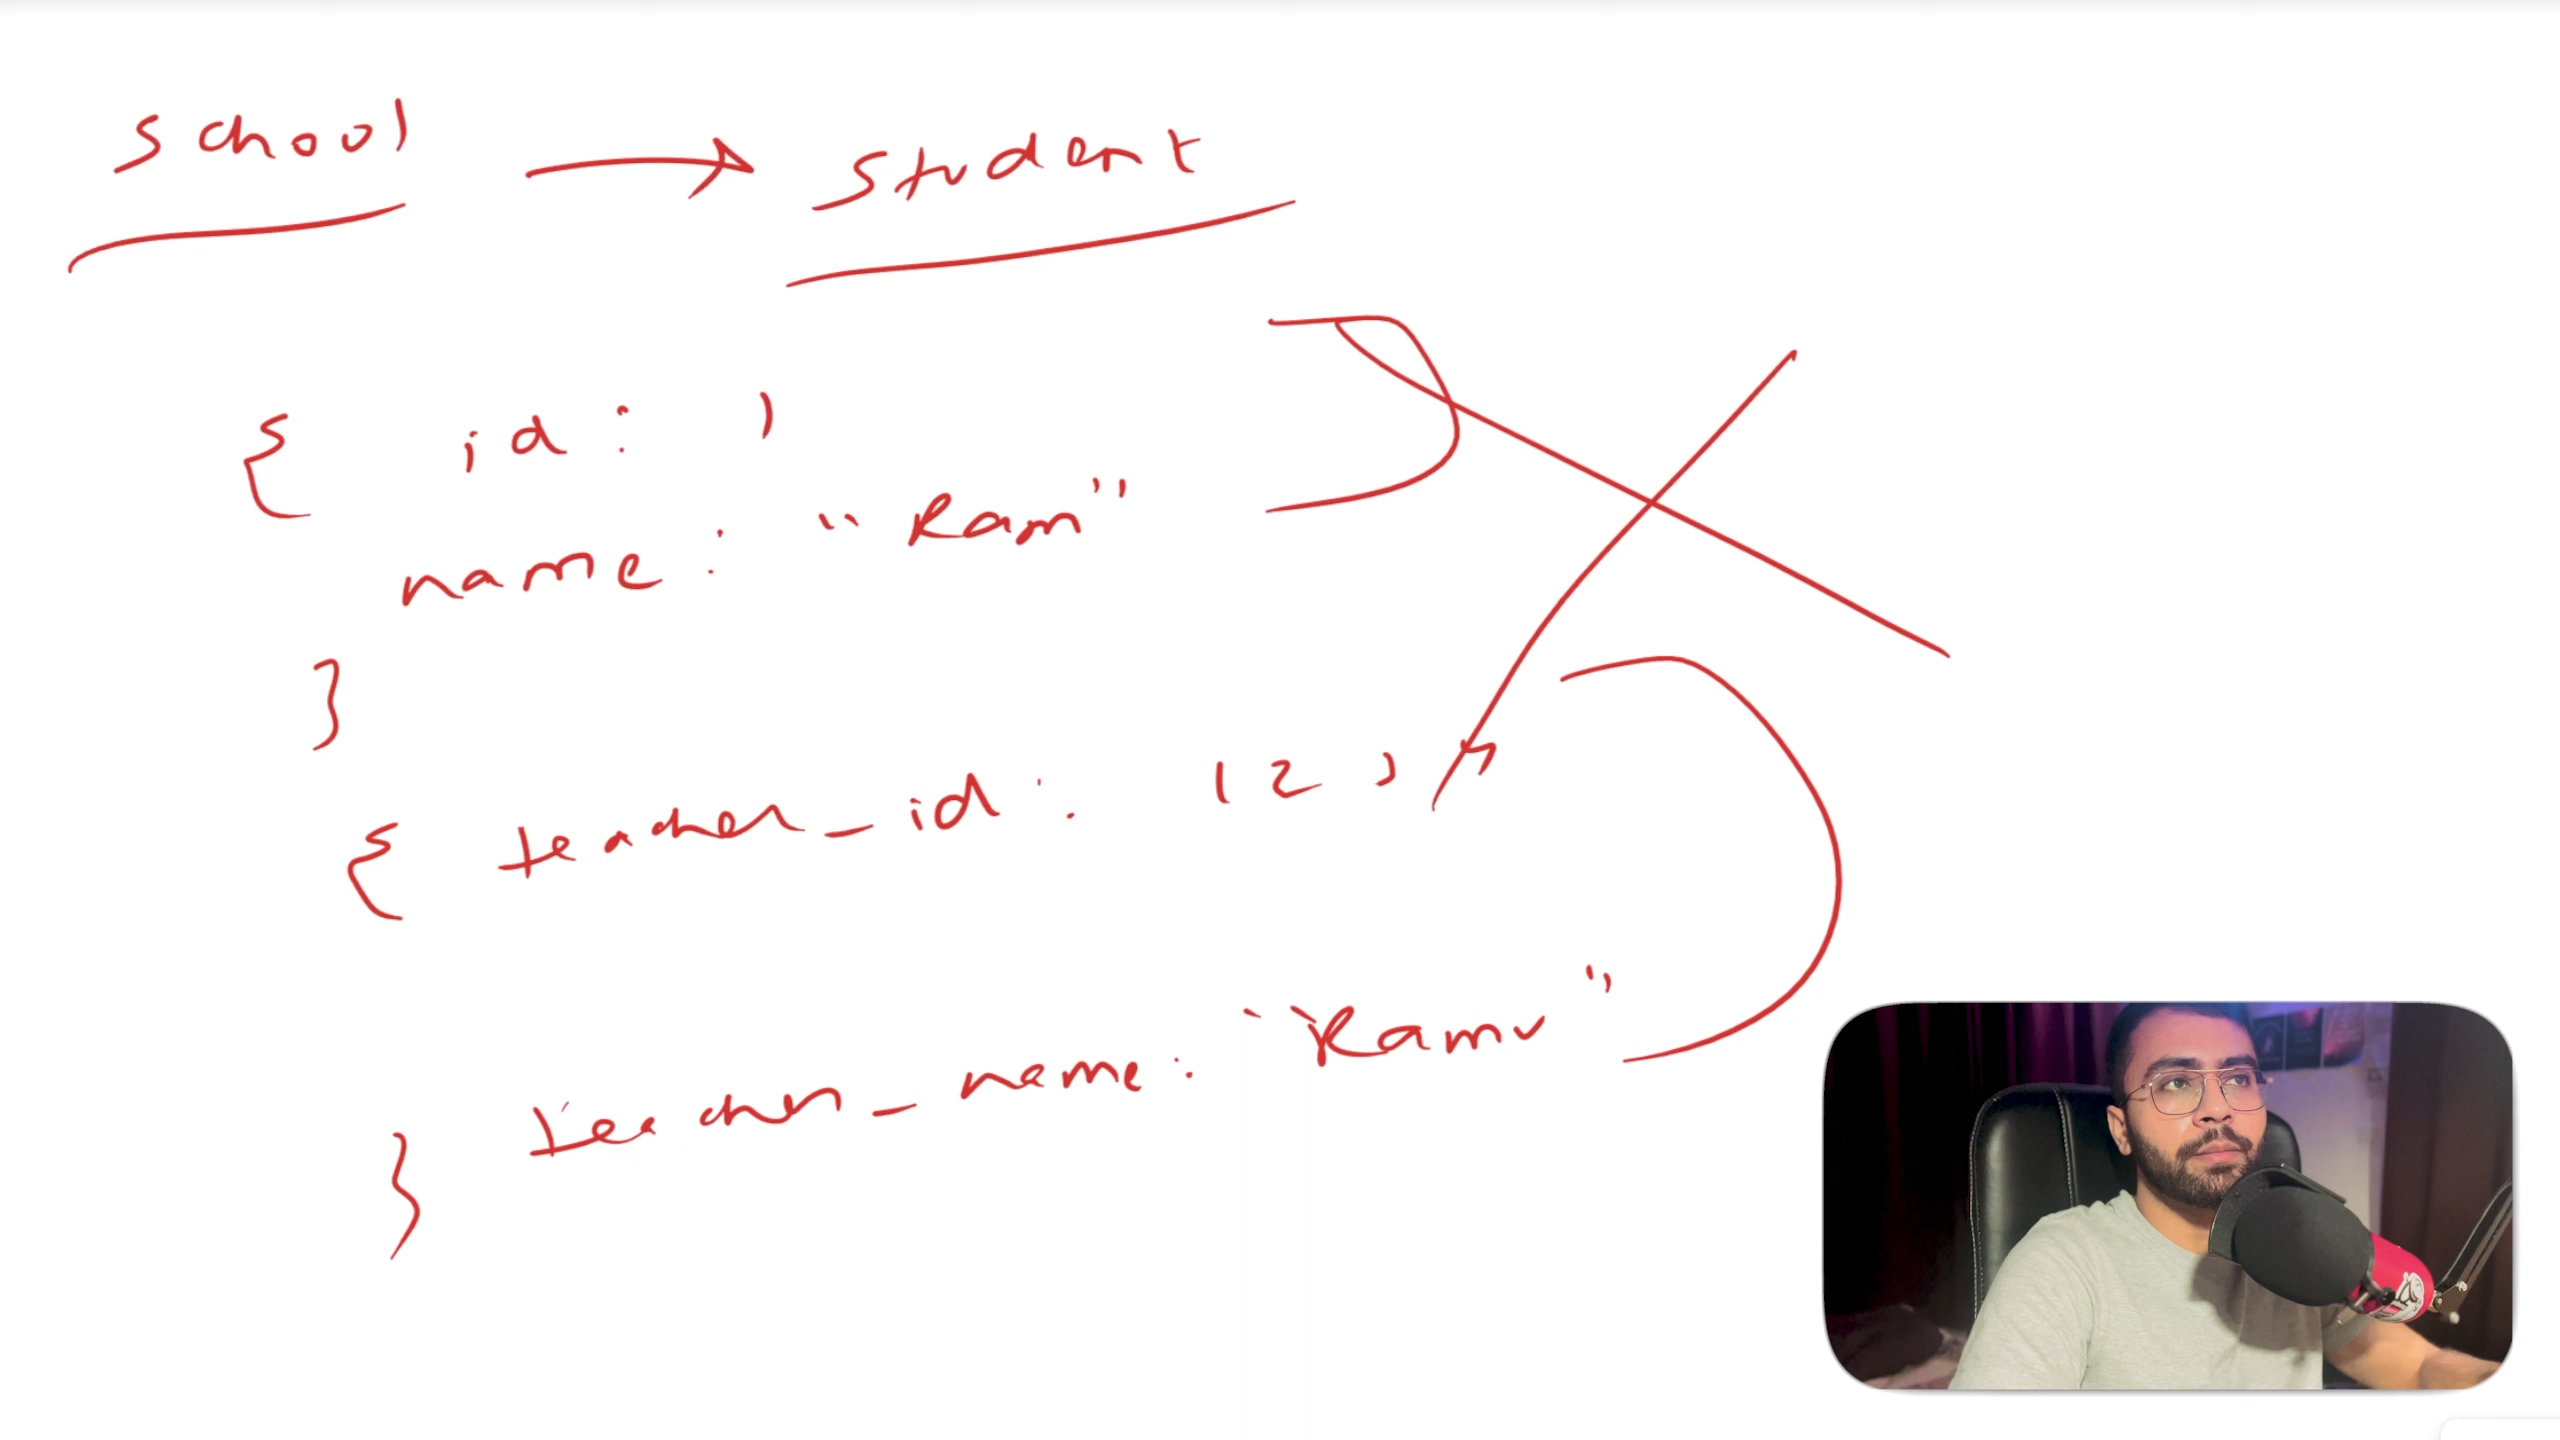 school → student
{ id: 1
name: "Ram"
}
{ teacher_id: 12,
teacher_name: "Ramu"
}